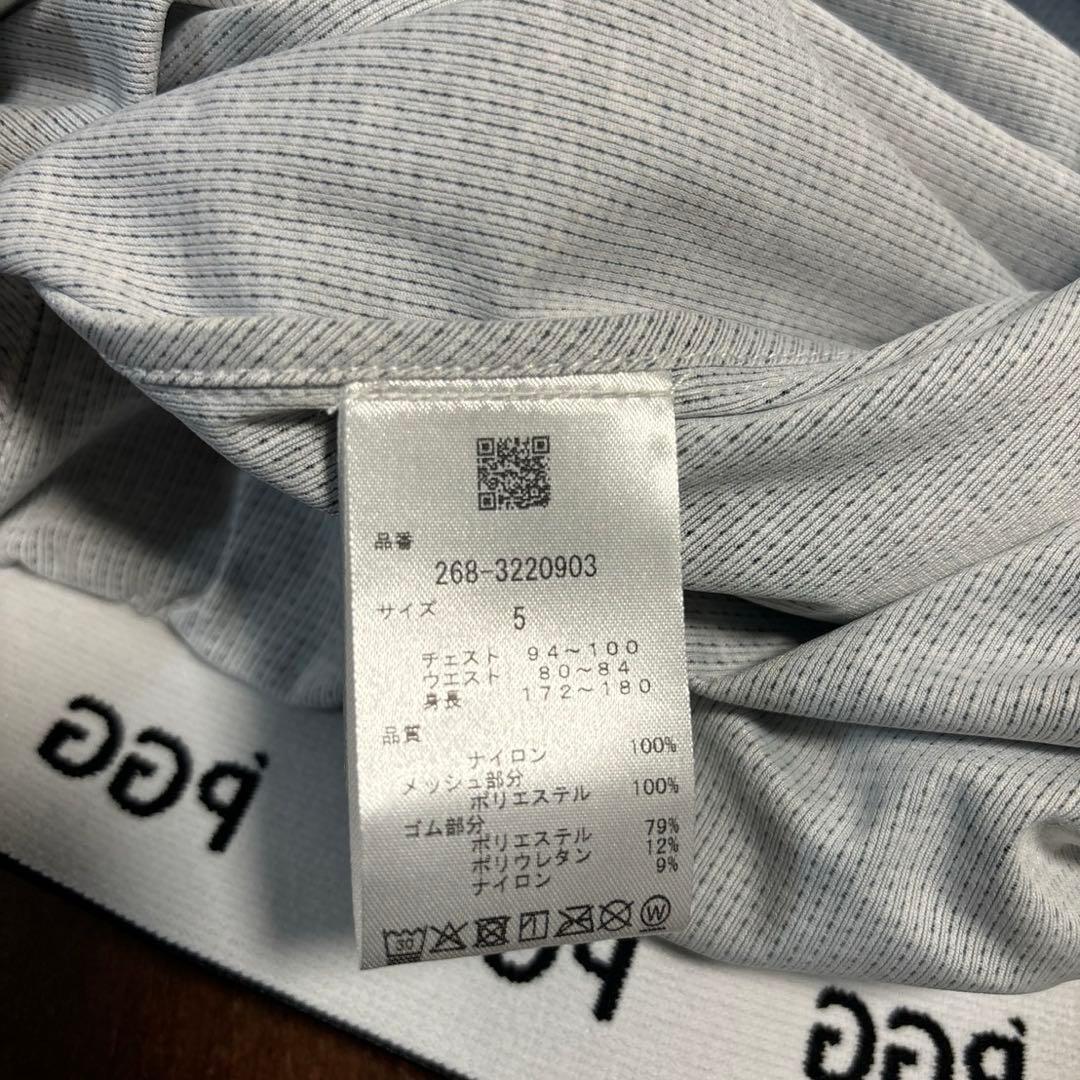 品番
268-3220903
サイズ
5
チェスト 94〜100
ウエスト 80〜84
身長 172〜180
品質
ナイロン 100%
メッシュ部分
ポリエステル 100%
ゴム部分
ポリエステル 79%
ポリウレタン 12%
ナイロン 9%
30
W
PGG
PG
PGG